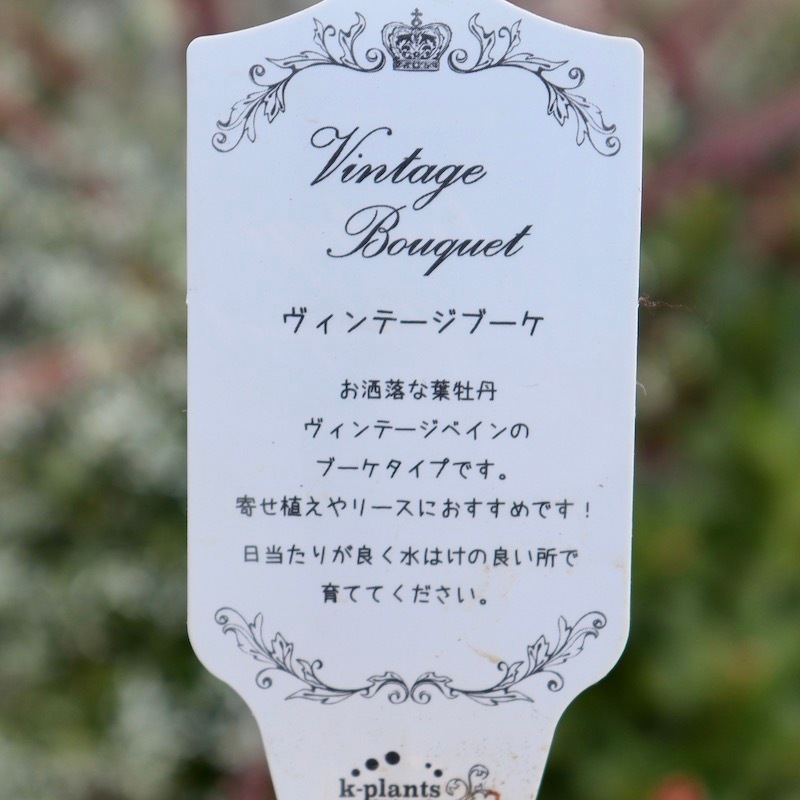 Vintage
Bouquet
ヴィンテージブーケ
お洒落な葉牡丹
ヴィンテージベインの
ブーケタイプです。
寄せ植えやリースにおすすめです！
日当たりが良く水はけの良い所で
育ててください。
k-plants